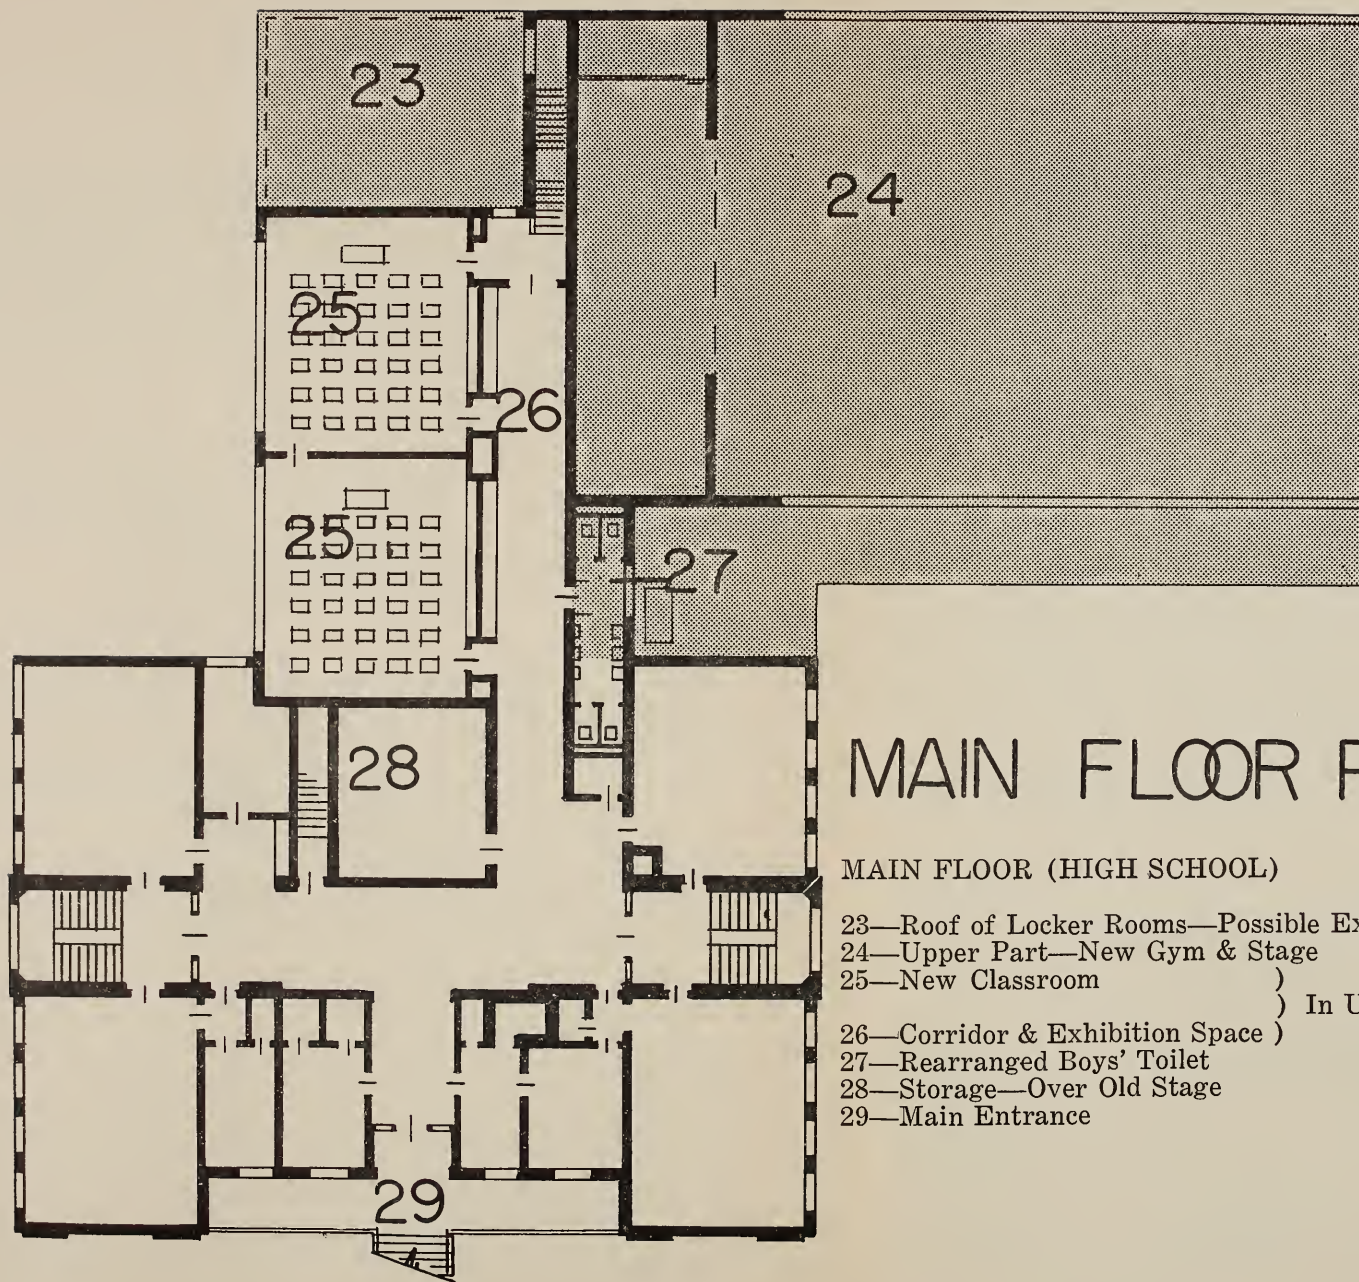 23
24
25
26
25
27
28
29
MAIN FLOOR
MAIN FLOOR (HIGH SCHOOL)
23—Roof of Locker Rooms—Possible
24—Upper Part—New Gym & Stage
25—New Classroom )
) In
26—Corridor & Exhibition Space )
27—Rearranged Boys' Toilet
28—Storage—Over Old Stage
29—Main Entrance